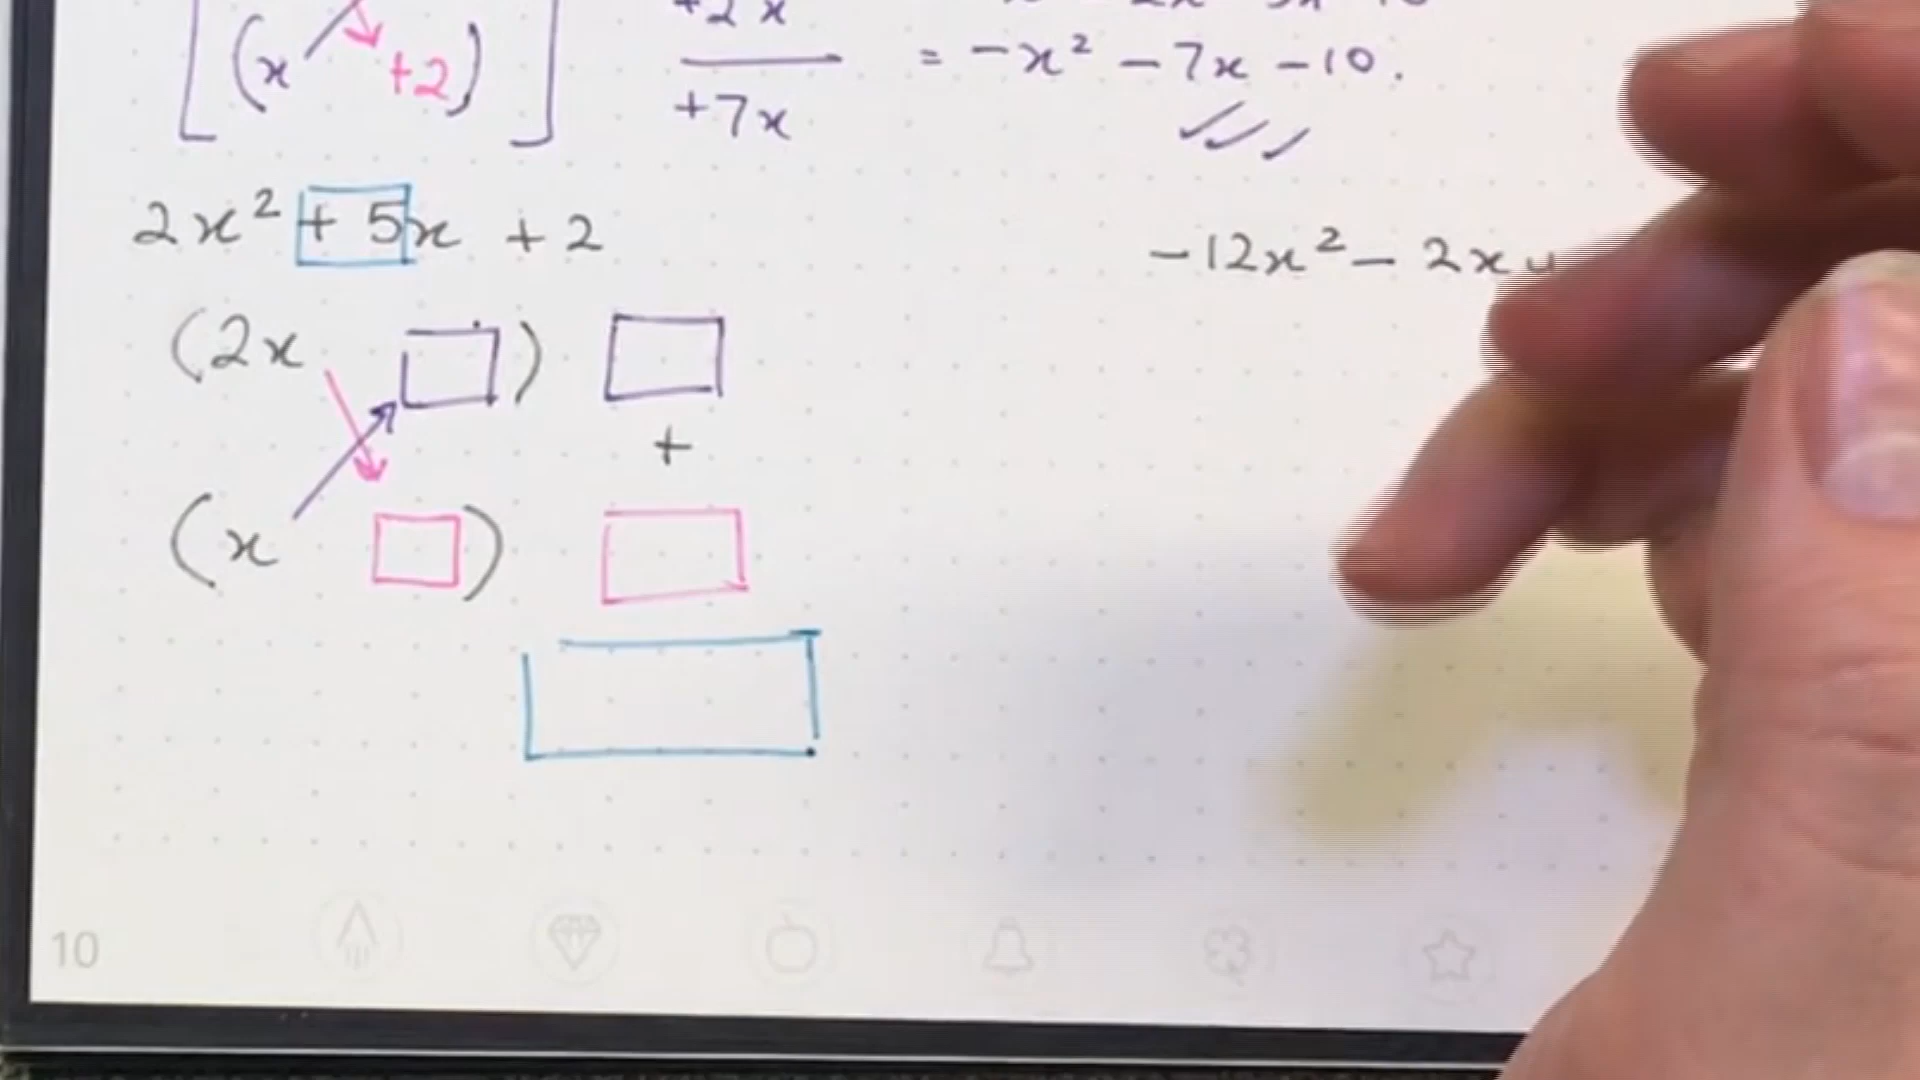 (x +2)
+2x
+7x
= -x² - 7x - 10.
2x² + 5x + 2
(2x )
+
(x )
-12x² - 2x
10